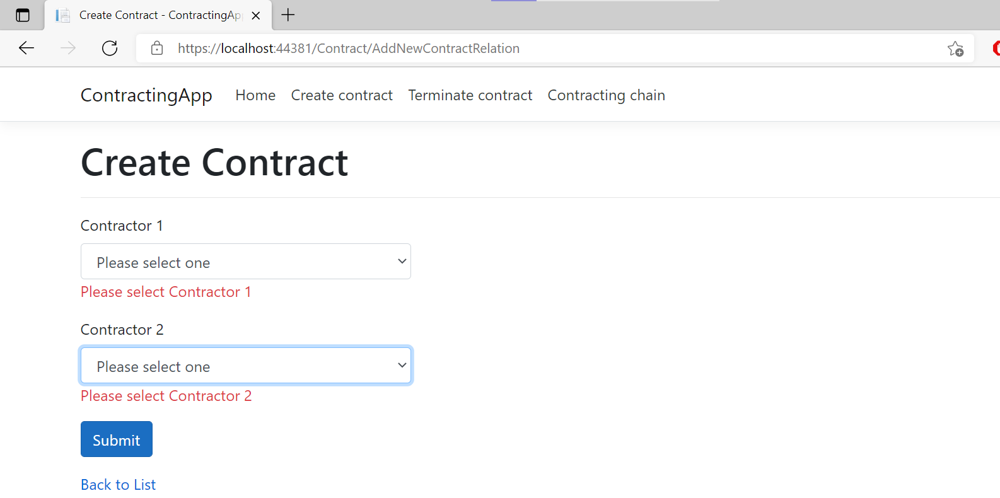 Create Contract - ContractingAp
https://localhost:44381/Contract/AddNewContractRelation
ContractingApp Home Create contract Terminate contract Contracting chain
Create Contract
Contractor 1
Please select one
Please select Contractor 1
Contractor 2
Please select one
Please select Contractor 2
Submit
Back to List